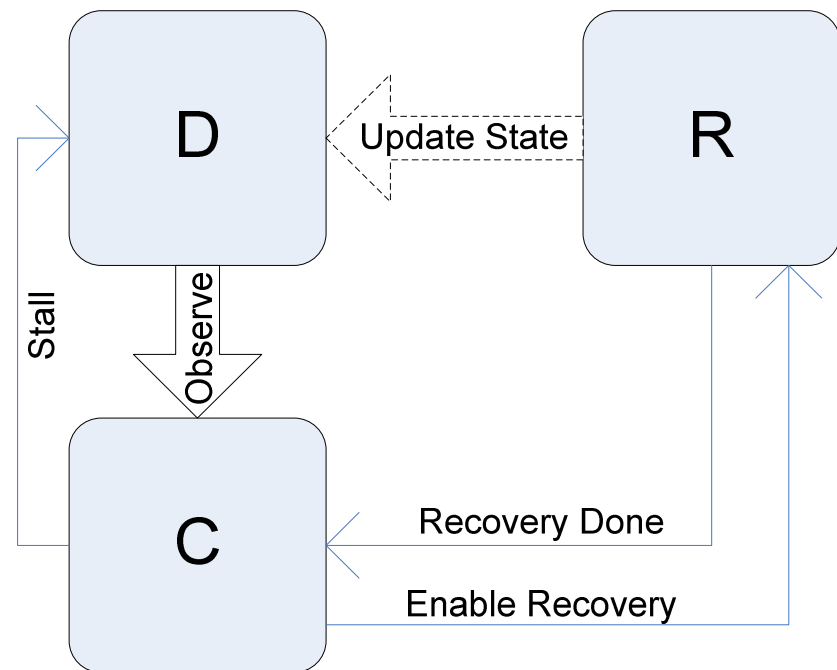 D
Update State
R
Stall
Observe
C
Recovery Done
Enable Recovery